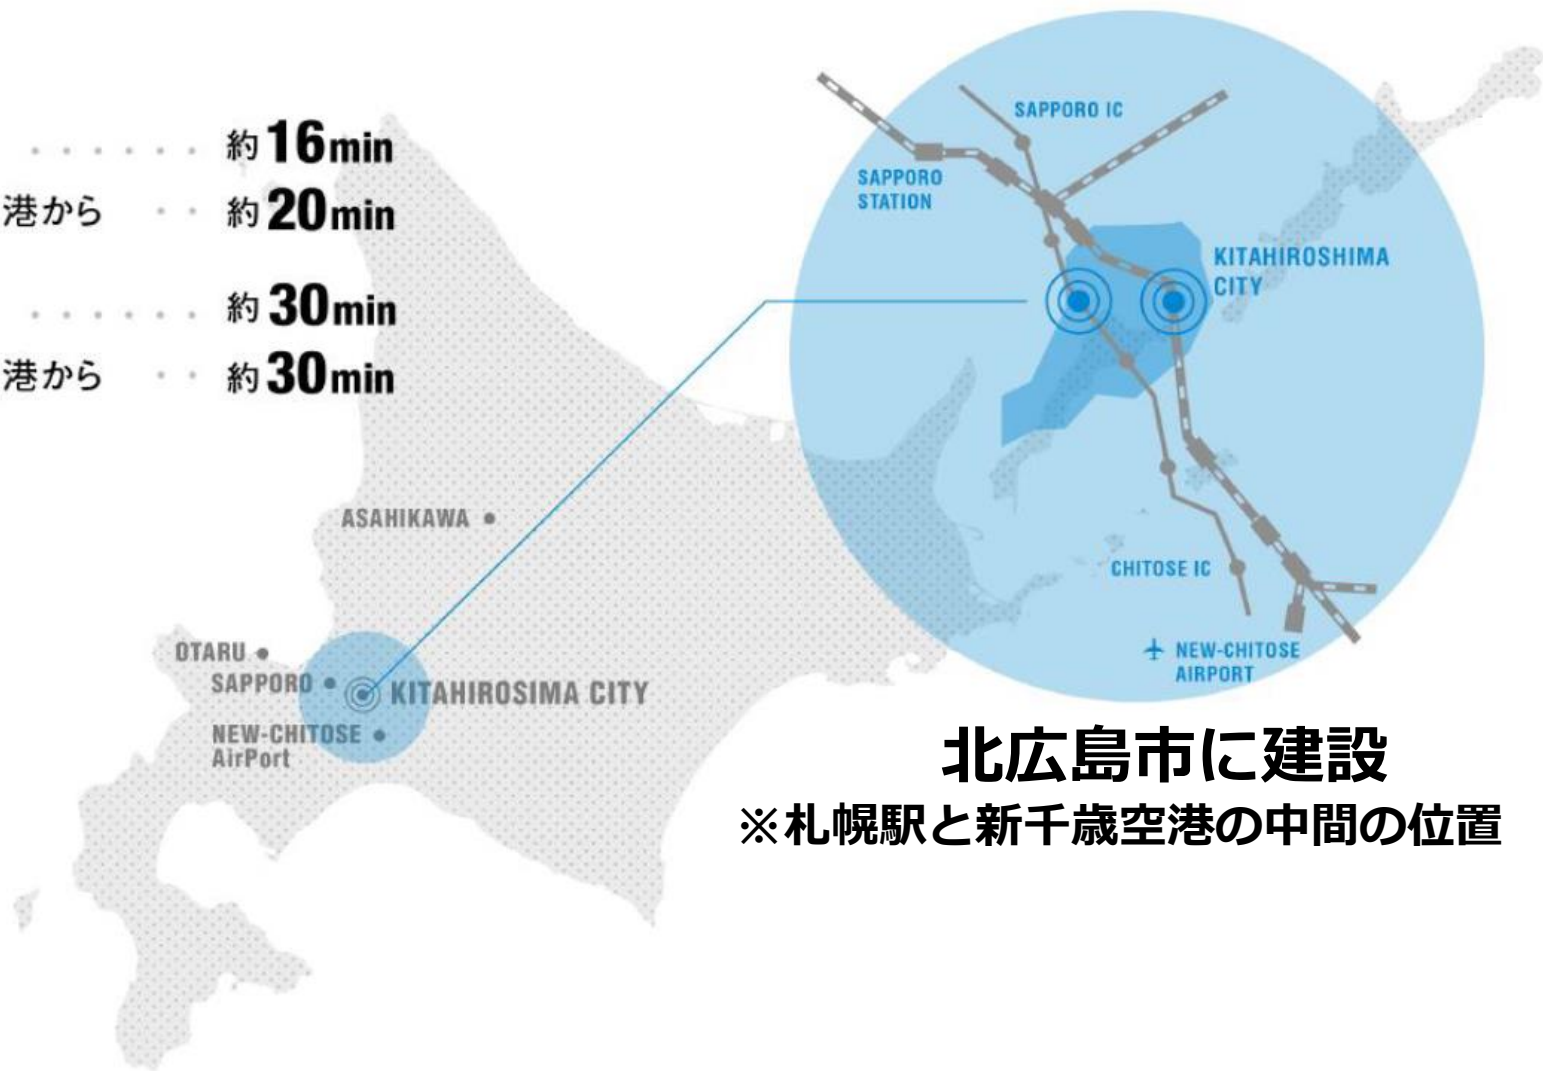 約16min
港から 約20min
約30min
港から 約30min
SAPPORO IC
SAPPORO
STATION
KITAHIROSHIMA
CITY
ASAHIKAWA
CHITOSE IC
OTARU
SAPPORO
KITAHIROSIMA CITY
NEW-CHITOSE
AirPort
NEW-CHITOSE
AIRPORT
北広島市に建設
※札幌駅と新千歳空港の中間の位置